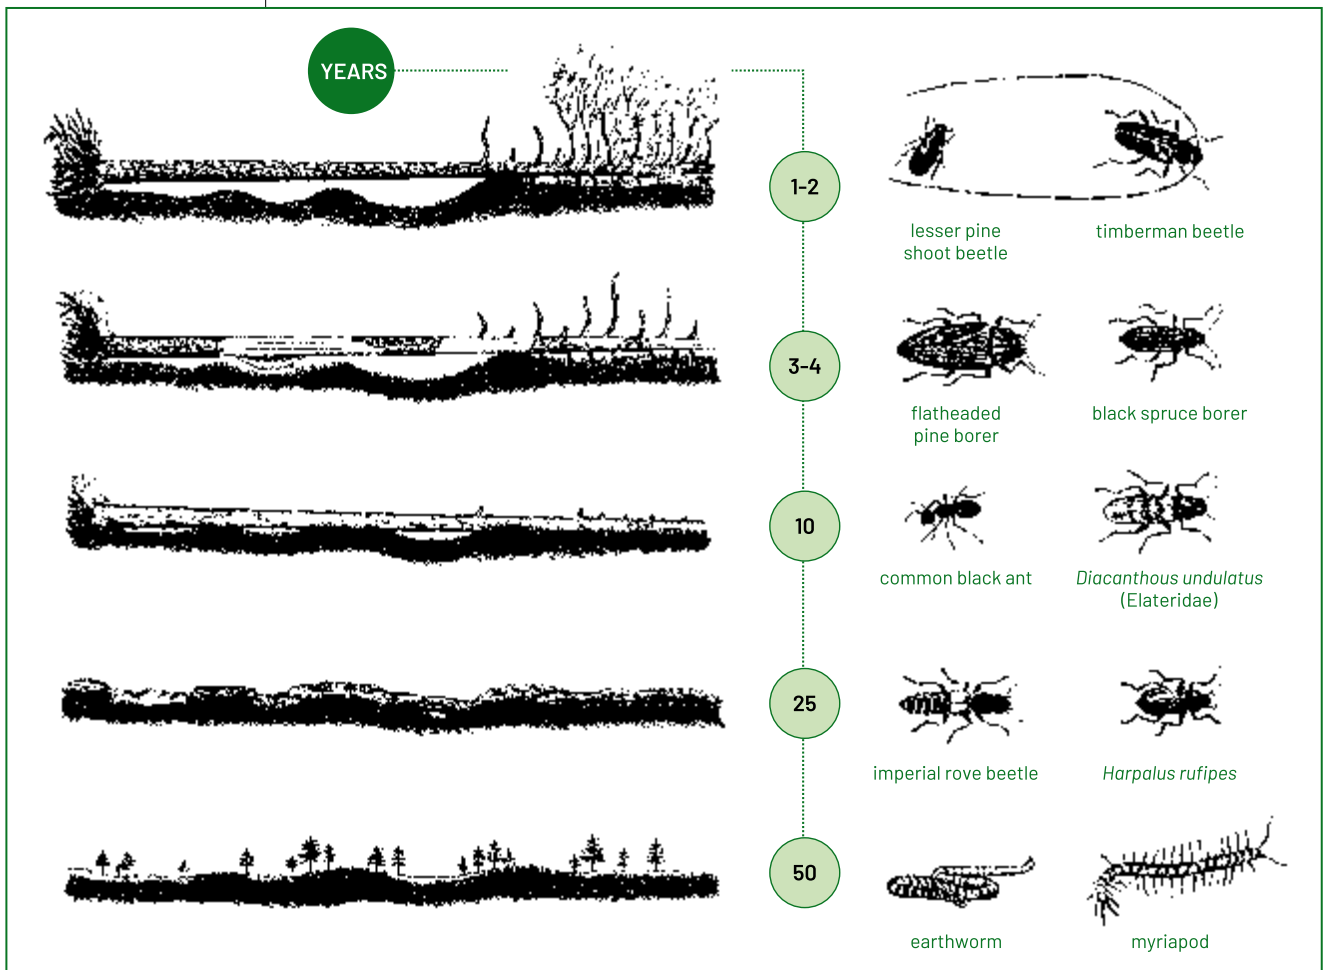 YEARS
1-2
lesser pine
shoot beetle
timberman beetle
3-4
flatheaded
pine borer
black spruce borer
10
common black ant
Diacanthous undulatus
(Elateridae)
25
imperial rove beetle
Harpalus rufipes
50
earthworm
myriapod